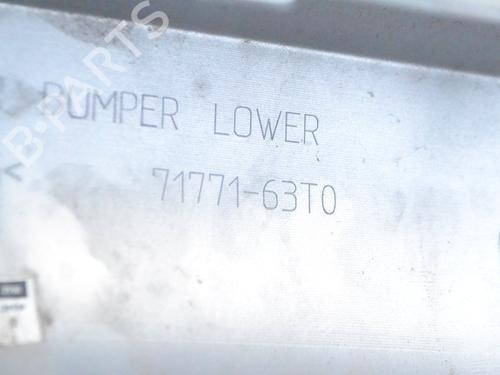 B-PARTS
BUMPER LOWER
<
71771-63T0